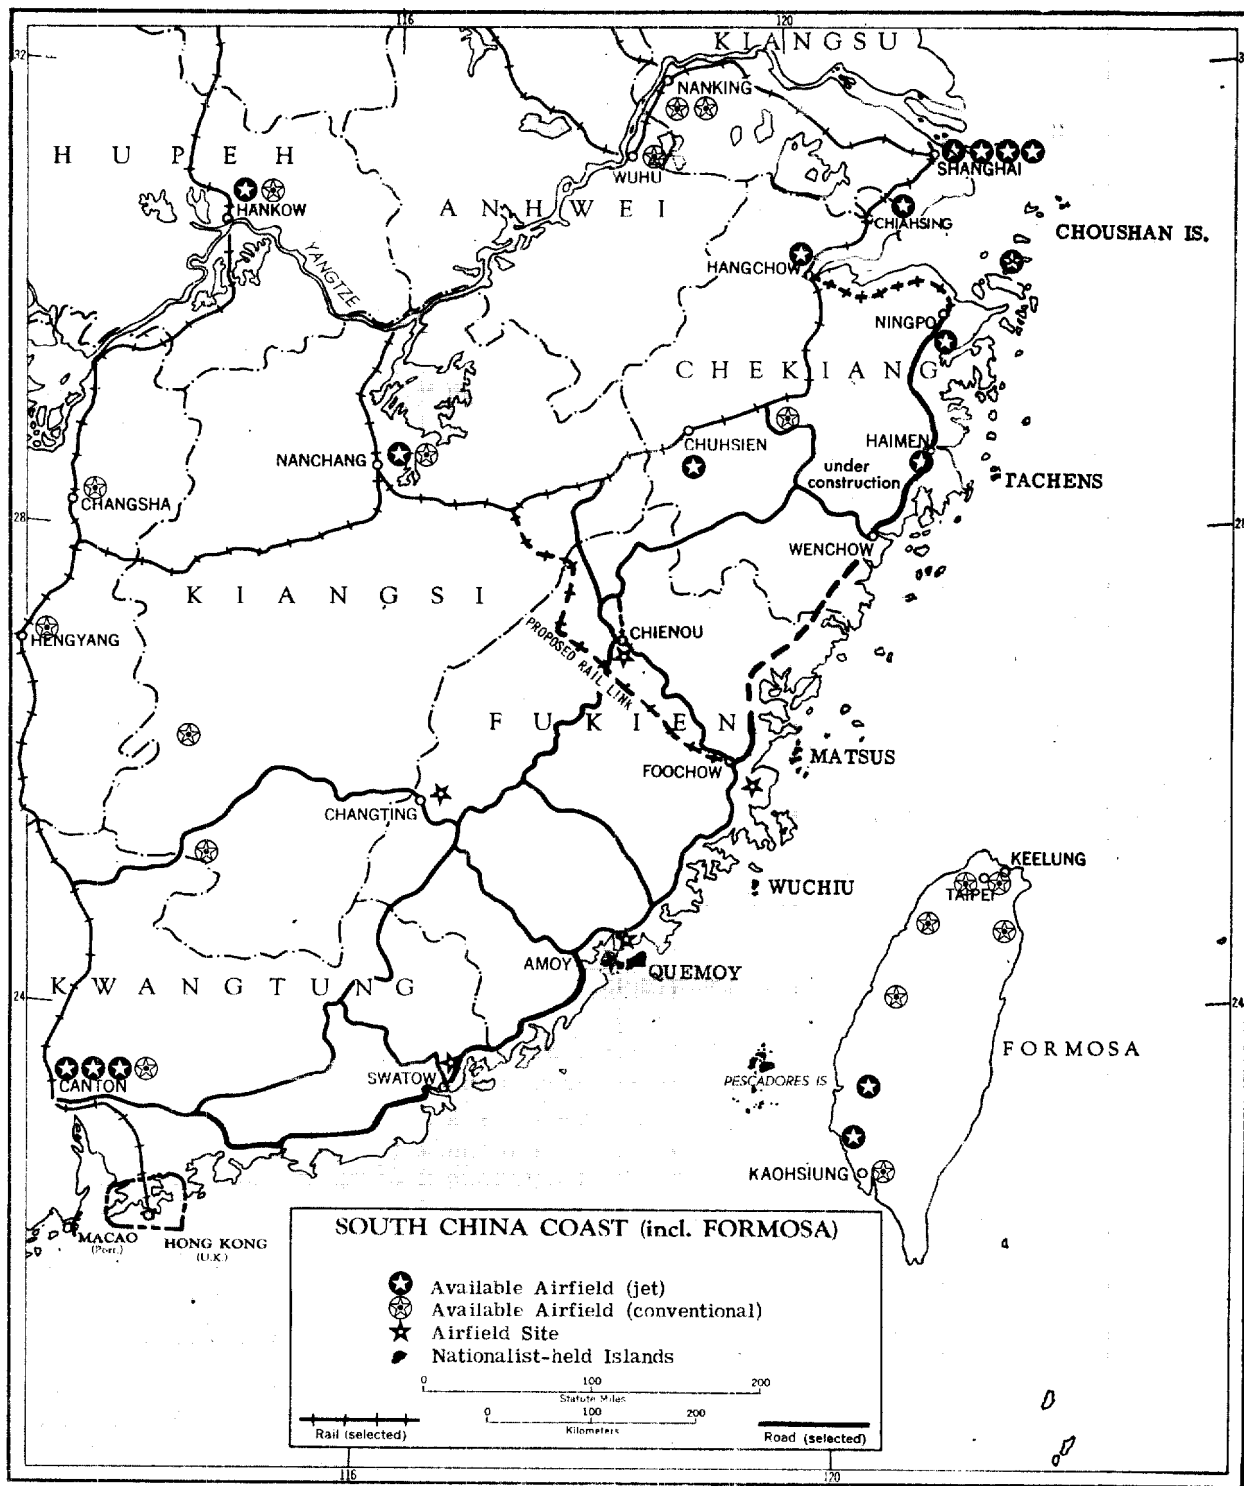 116
120
32
KIANGSU
NANKING
HUPEH
WUHU
SHANGHAI
HANKOW
ANHWEI
CHIAHSING
CHOUSHAN IS.
YANGTZE
HANGCHOW
NINGPO
CHEKIANG
CHUHSIEN
HAIMEN
NANCHANG
under
construction
TACHENS
CHANGSHA
28
WENCHOW
KIANGSI
HENGYANG
CHIENOU
PROPOSED RAIL LINK
FUKIEN
MATSUS
FOOCHOW
CHANGTING
KEELUNG
WUCHIU
TAIPEI
AMOY
QUEMOY
KWANGTUNG
24
24
FORMOSA
CANTON
SWATOW
PESCADORES IS
KAOHSIUNG
MACAO
(Port.)
HONG KONG
(U.K.)
SOUTH CHINA COAST (incl. FORMOSA)
Available Airfield (jet)
Available Airfield (conventional)
Airfield Site
Nationalist-held Islands
0 100 200
Statute Miles
0 100 200
Kilometers
Rail (selected)
Road (selected)
116
120